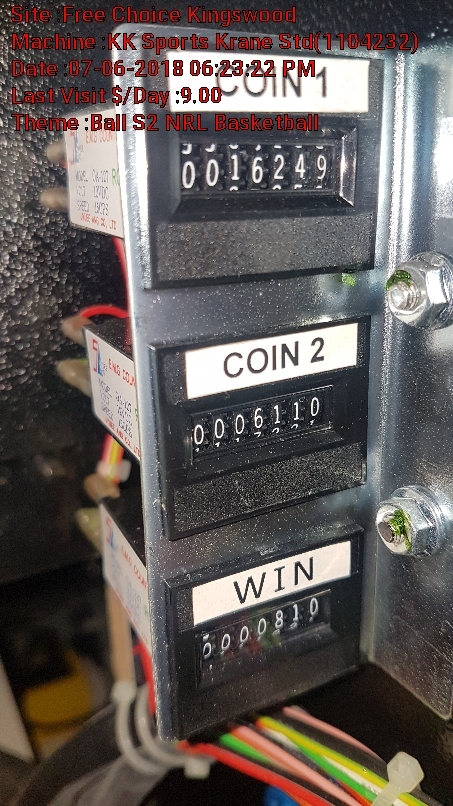 Site :Free Choice Kingswood
Machine :KK Sports Krane Std(1104232)
Date :07-06-2018 06:23:22 PM
Last Visit $/Day :9.00
Theme :Ball S2 NRL Basketball
COIN 1
0016249
COIN 2
0006110
WIN
0000810